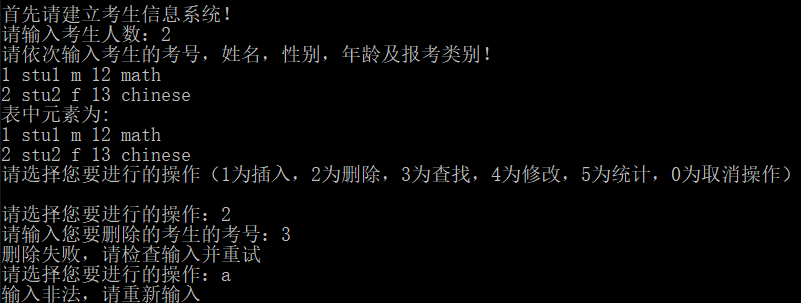 首先请建立考生信息系统!
请输入考生人数: 2
请依次输入考生的考号, 姓名, 性别, 年龄及报考类别!
1 stu1 m 12 math
2 stu2 f 13 chinese
表中元素为:
1 stu1 m 12 math
2 stu2 f 13 chinese
请选择您要进行的操作 (1为插入, 2为删除, 3为查找, 4为修改, 5为统计, 0为取消操作)
请选择您要进行的操作: 2
请输入您要删除的考生的考号: 3
删除失败, 请检查输入并重试
请选择您要进行的操作: a
输入非法, 请重新输入